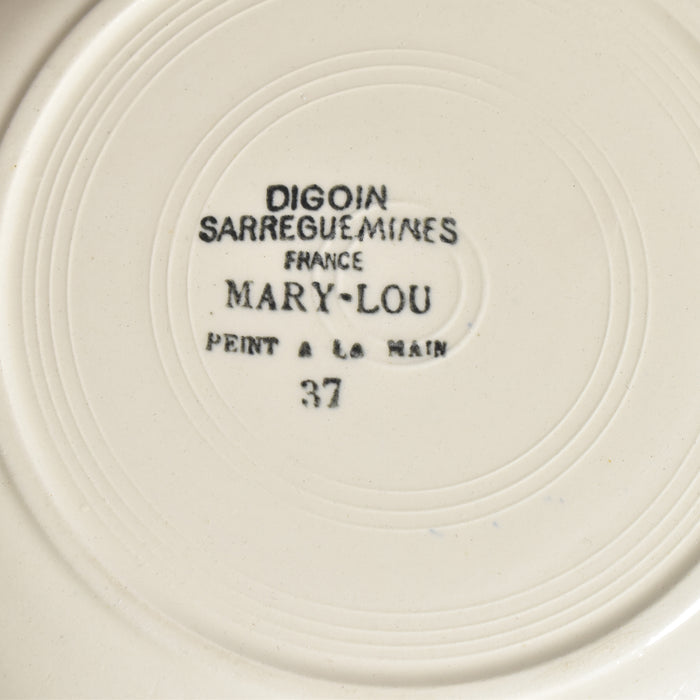 DIGOIN
SARREGUEMINES
FRANCE
MARY-LOU
PEINT A LA MAIN
37